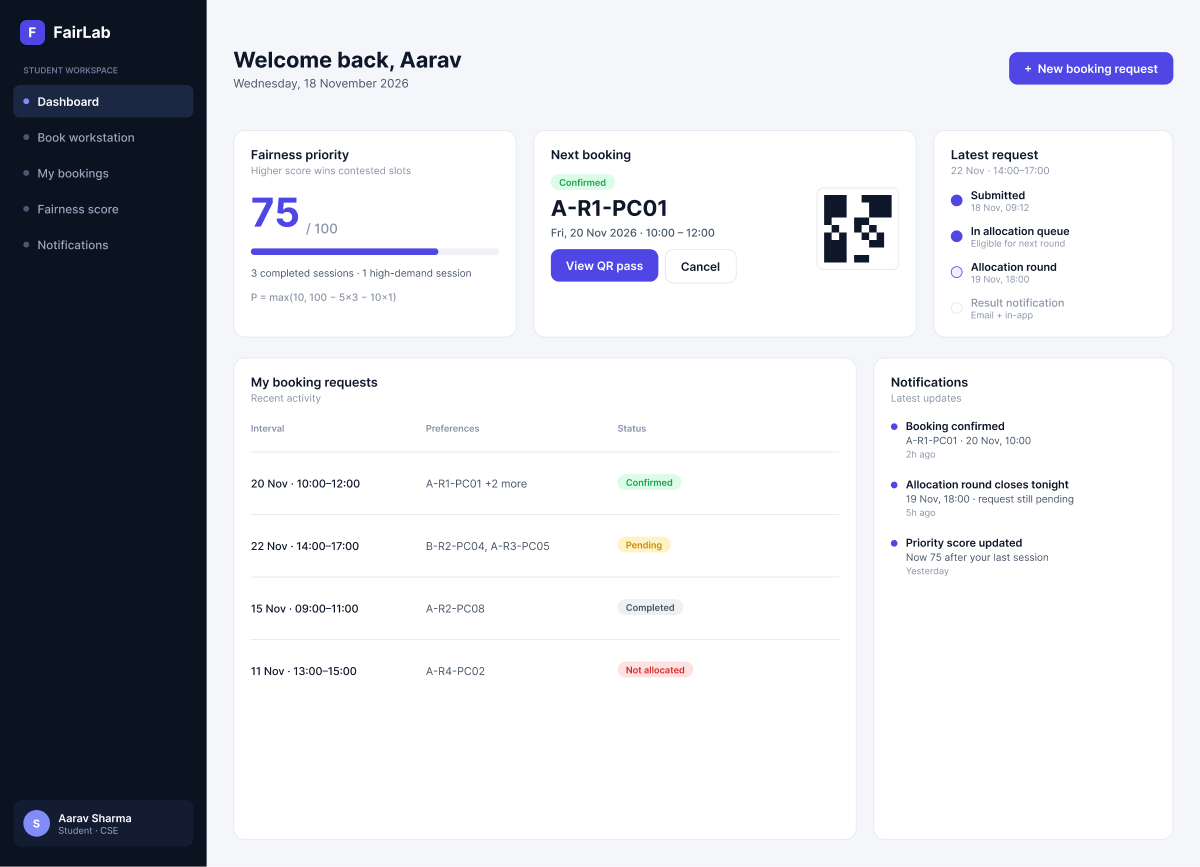 F FairLab
STUDENT WORKSPACE
Dashboard
Book workstation
My bookings
Fairness score
Notifications
S
Aarav Sharma
Student · CSE
Welcome back, Aarav
Wednesday, 18 November 2026
+ New booking request
Fairness priority
Higher score wins contested slots
75 / 100
3 completed sessions · 1 high-demand session
P = max(10, 100 − 5×3 − 10×1)
Next booking
Confirmed
A-R1-PC01
Fri, 20 Nov 2026 · 10:00 – 12:00
View QR pass
Cancel
Latest request
22 Nov · 14:00–17:00
Submitted
18 Nov, 09:12
In allocation queue
Eligible for next round
Allocation round
19 Nov, 18:00
Result notification
Email + in-app
My booking requests
Recent activity
Interval Preferences Status
20 Nov · 10:00–12:00 A-R1-PC01 +2 more Confirmed
22 Nov · 14:00–17:00 B-R2-PC04, A-R3-PC05 Pending
15 Nov · 09:00–11:00 A-R2-PC08 Completed
11 Nov · 13:00–15:00 A-R4-PC02 Not allocated
Notifications
Latest updates
Booking confirmed
A-R1-PC01 · 20 Nov, 10:00
2h ago
Allocation round closes tonight
19 Nov, 18:00 · request still pending
5h ago
Priority score updated
Now 75 after your last session
Yesterday